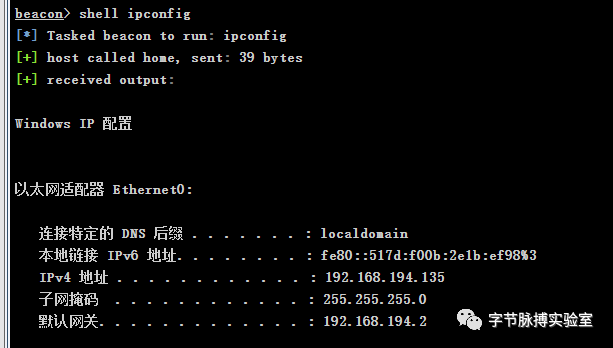 beacon> shell ipconfig
[*] Tasked beacon to run: ipconfig
[+] host called home, sent: 39 bytes
[+] received output:
Windows IP 配置
以太网适配器 Ethernet0:
连接特定的 DNS 后缀 . . . . . . . : localdomain
本地链接 IPv6 地址. . . . . . . . : fe80::517d:f00b:2e1b:ef98%3
IPv4 地址 . . . . . . . . . . . . : 192.168.194.135
子网掩码 . . . . . . . . . . . . : 255.255.255.0
默认网关. . . . . . . . . . . . . : 192.168.194.2
字节脉搏实验室